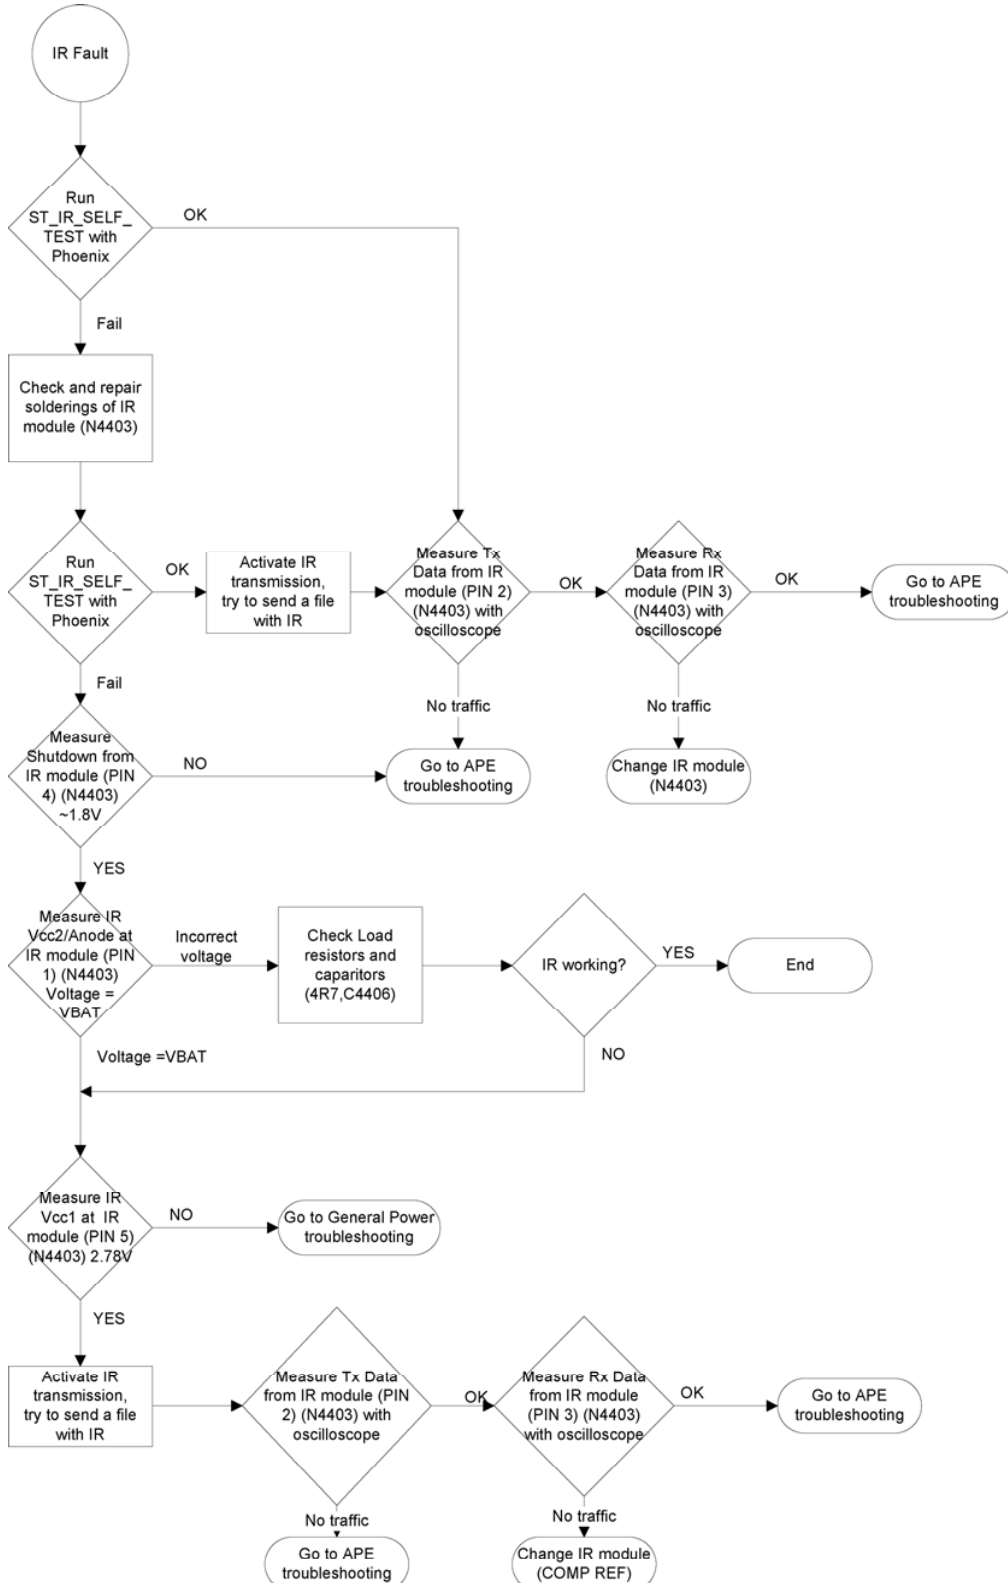 IR Fault
Run
ST_IR_SELF_
TEST with
Phoenix
OK
Fail
Check and repair
solderings of IR
module (N4403)
Run
ST_IR_SELF_
TEST with
Phoenix
OK
Activate IR
transmission,
try to send a file
with IR
Measure Tx
Data from IR
module (PIN 2)
(N4403) with
oscilloscope
OK
Measure Rx
Data from IR
module (PIN 3)
(N4403) with
oscilloscope
OK
Go to APE
troubleshooting
Fail
No traffic
No traffic
Measure
Shutdown from
IR module (PIN
4) (N4403)
~1.8V
NO
Go to APE
troubleshooting
Change IR module
(N4403)
YES
Measure IR
Vcc2/Anode at
IR module (PIN
1) (N4403)
Voltage =
VBAT
Incorrect
voltage
Check Load
resistors and
caparitors
(4R7,C4406)
IR working?
YES
End
Voltage =VBAT
NO
Measure IR
Vcc1 at IR
module (PIN 5)
(N4403) 2.78V
NO
Go to General Power
troubleshooting
YES
Activate IR
transmission,
try to send a file
with IR
Measure Tx Data
from IR module (PIN
2) (N4403) with
oscilloscope
OK
Measure Rx Data
from IR module
(PIN 3) (N4403)
with oscilloscope
OK
Go to APE
troubleshooting
No traffic
No traffic
Go to APE
troubleshooting
Change IR module
(COMP REF)